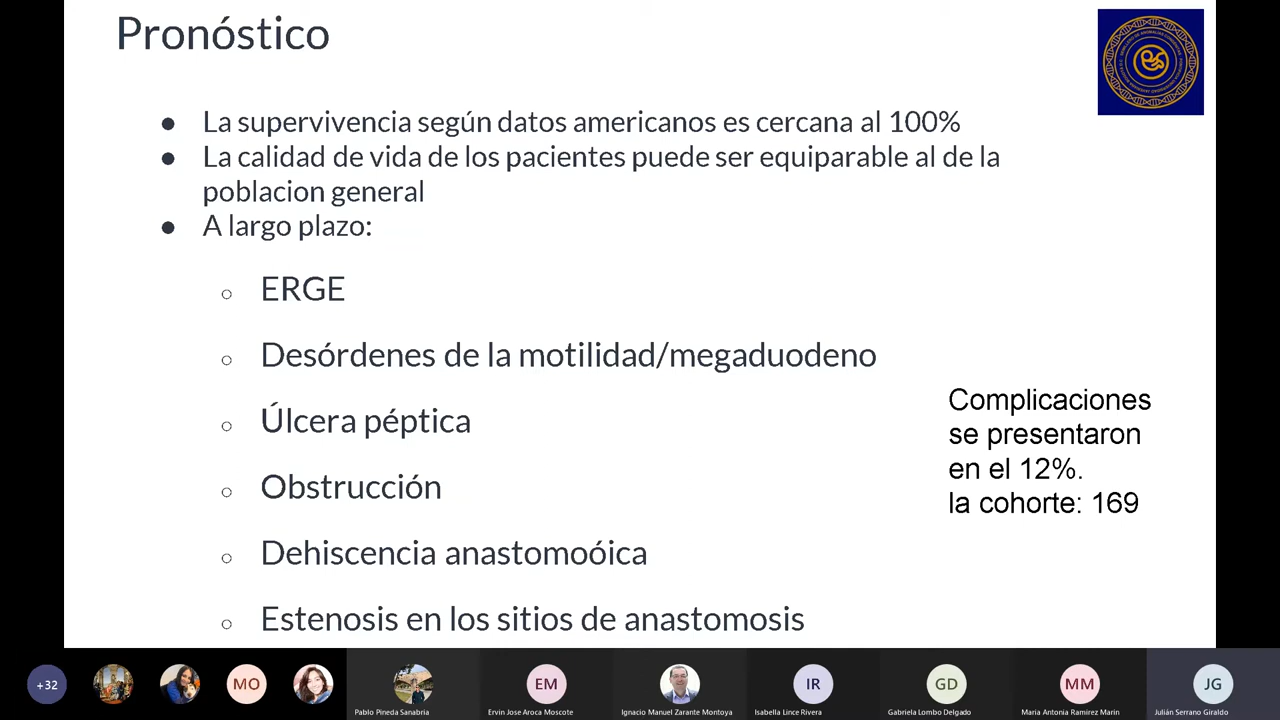 Pronóstico
● La supervivencia según datos americanos es cercana al 100%
● La calidad de vida de los pacientes puede ser equiparable al de la
poblacion general
● A largo plazo:
○ ERGE
○ Desórdenes de la motilidad/megaduodeno
○ Úlcera péptica
○ Obstrucción
○ Dehiscencia anastomoóica
○ Estenosis en los sitios de anastomosis
Complicaciones
se presentaron
en el 12%.
la cohorte: 169
+32
MO
EM
IR
GD
MM
JG
Pablo Pineda Sanabria
Ervin Jose Aroca Moscote
Ignacio Manuel Zarante Montoya
Isabella Lince Rivera
Gabriela Lombo Delgado
Maria Antonia Ramirez Marin
Julián Serrano Giraldo